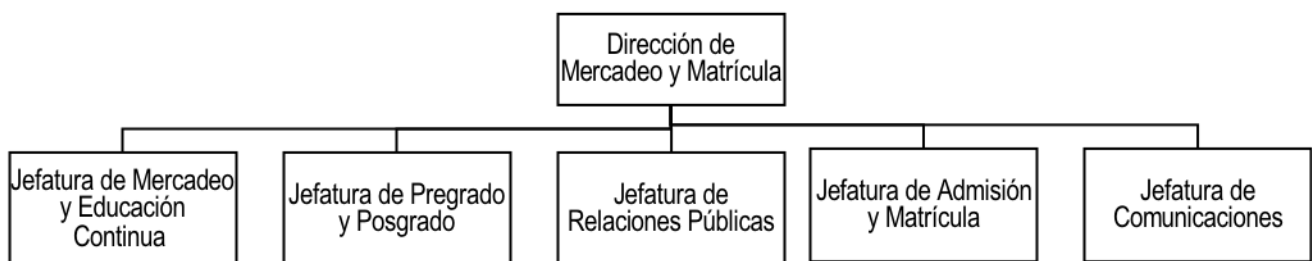 Dirección de
Mercadeo y Matrícula
Jefatura de Mercadeo
y Educación
Continua
Jefatura de Pregrado
y Posgrado
Jefatura de
Relaciones Públicas
Jefatura de Admisión
y Matrícula
Jefatura de
Comunicaciones